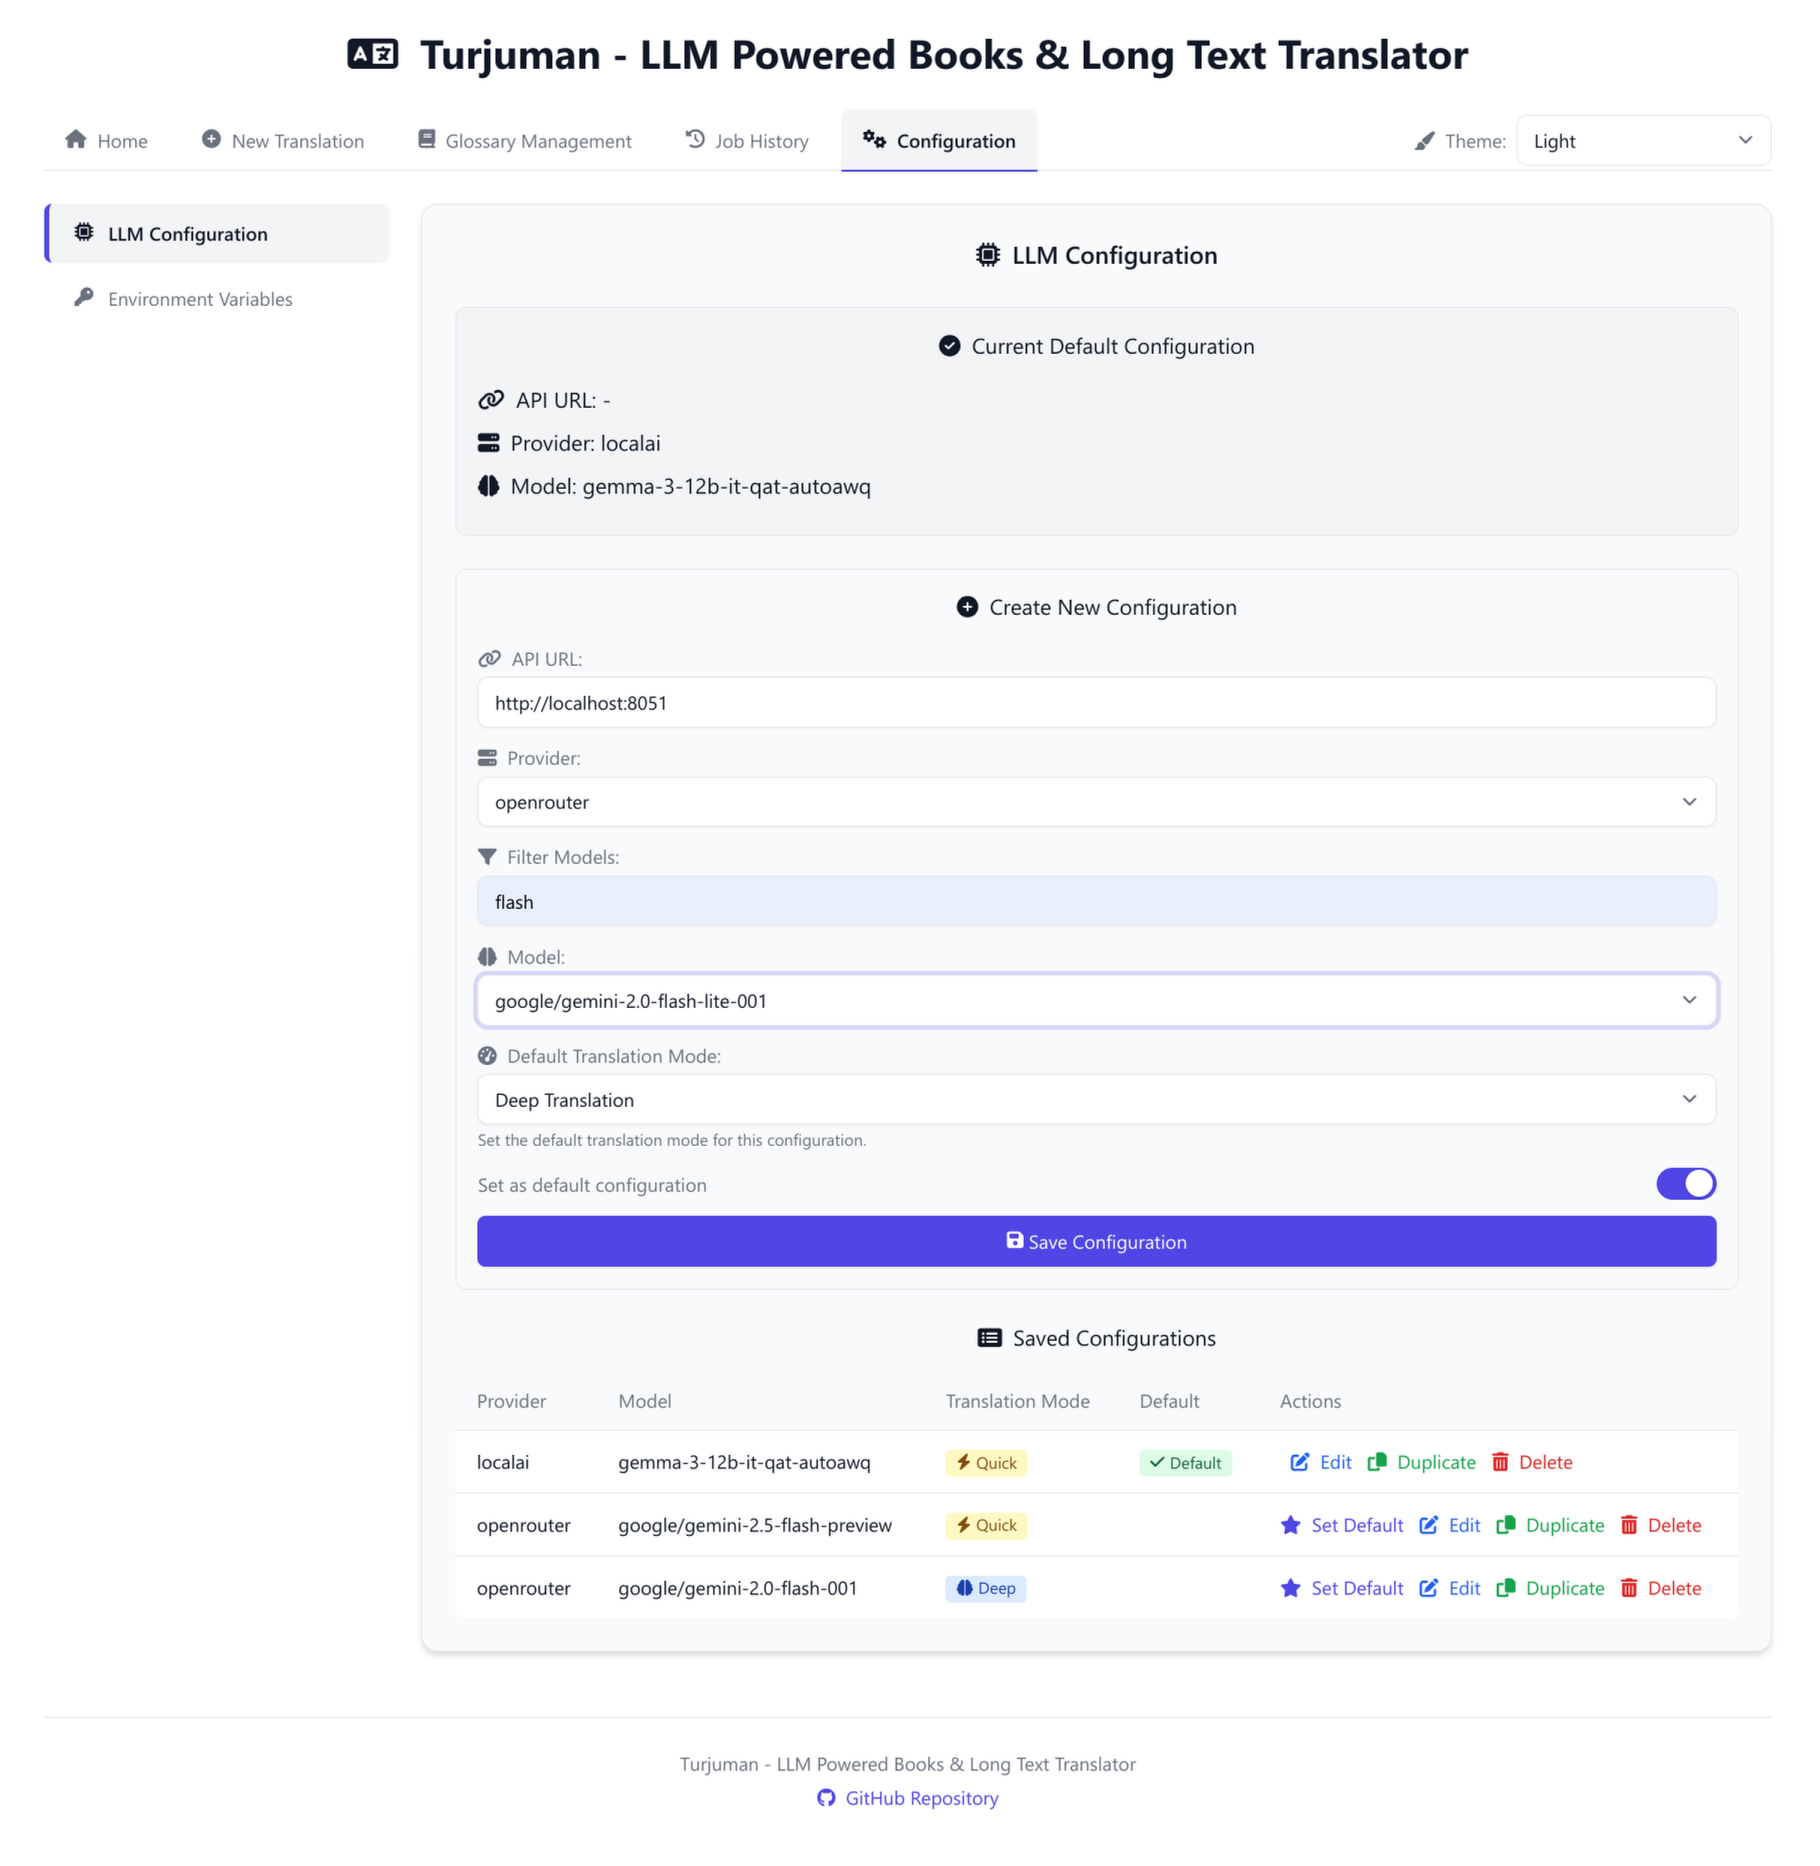 Turjuman - LLM Powered Books & Long Text Translator
Home New Translation Glossary Management Job History Configuration Theme: Light
LLM Configuration
Environment Variables
LLM Configuration
Current Default Configuration
API URL: -
Provider: localai
Model: gemma-3-12b-it-qat-autoawq
Create New Configuration
API URL:
http://localhost:8051
Provider:
openrouter
Filter Models:
flash
Model:
google/gemini-2.0-flash-lite-001
Default Translation Mode:
Deep Translation
Set the default translation mode for this configuration.
Set as default configuration
Save Configuration
Saved Configurations
Provider Model Translation Mode Default Actions
localai gemma-3-12b-it-qat-autoawq Quick Default Edit Duplicate Delete
openrouter google/gemini-2.5-flash-preview Quick Set Default Edit Duplicate Delete
openrouter google/gemini-2.0-flash-001 Deep Set Default Edit Duplicate Delete
Turjuman - LLM Powered Books & Long Text Translator
GitHub Repository